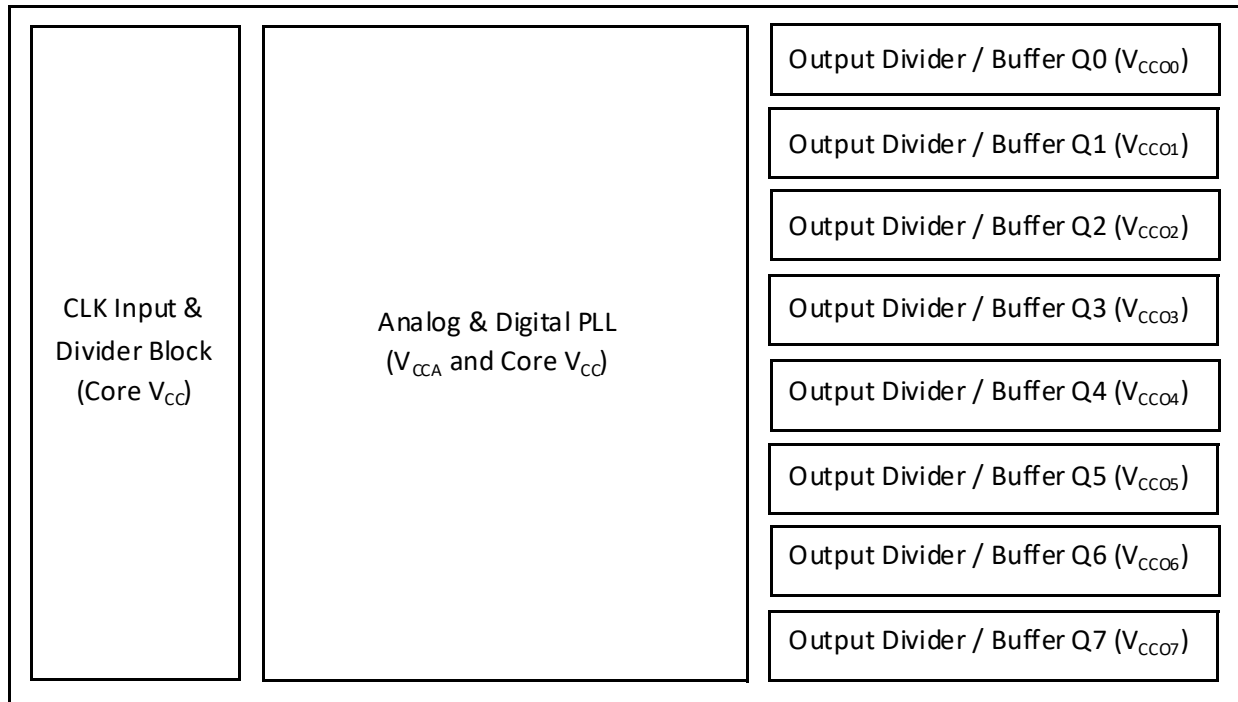 CLK Input &
Divider Block
(Core VCC)
Analog & Digital PLL
(VCCA and Core VCC)
Output Divider / Buffer Q0 (VCCO0)
Output Divider / Buffer Q1 (VCCO1)
Output Divider / Buffer Q2 (VCCO2)
Output Divider / Buffer Q3 (VCCO3)
Output Divider / Buffer Q4 (VCCO4)
Output Divider / Buffer Q5 (VCCO5)
Output Divider / Buffer Q6 (VCCO6)
Output Divider / Buffer Q7 (VCCO7)